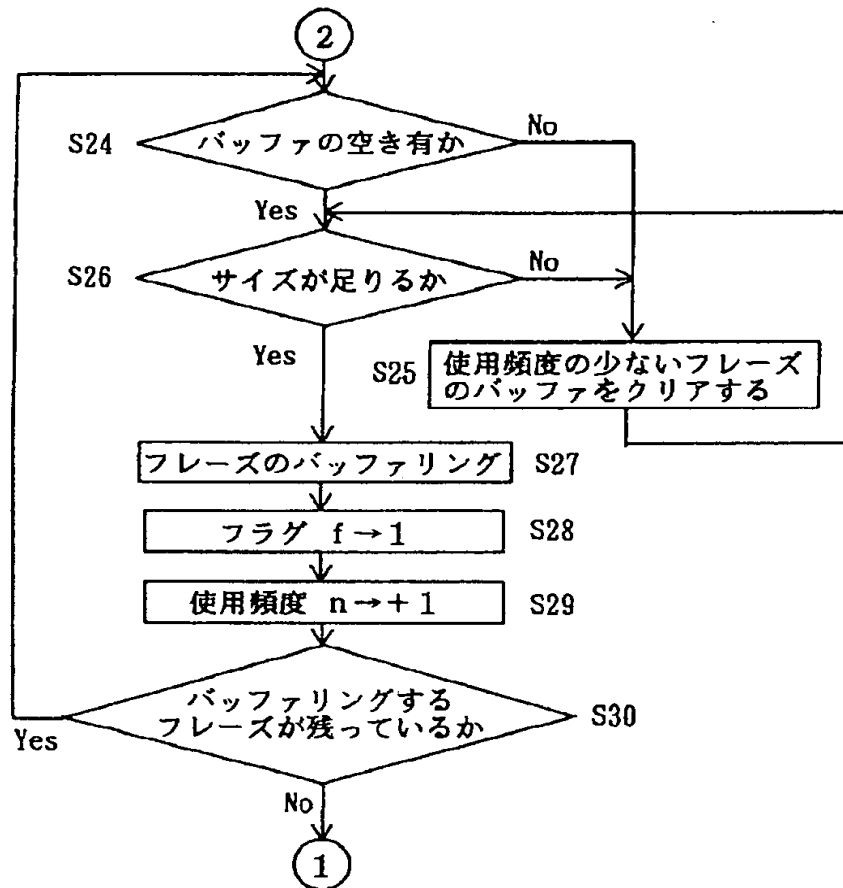 2
S24
バッファの空き有か
No
Yes
S26
サイズが足りるか
No
Yes
S25
使用頻度の少ないフレーズ
のバッファをクリアする
フレーズのバッファリング
S27
フラグ f→1
S28
使用頻度 n→+1
S29
バッファリングする
フレーズが残っているか
S30
Yes
No
1